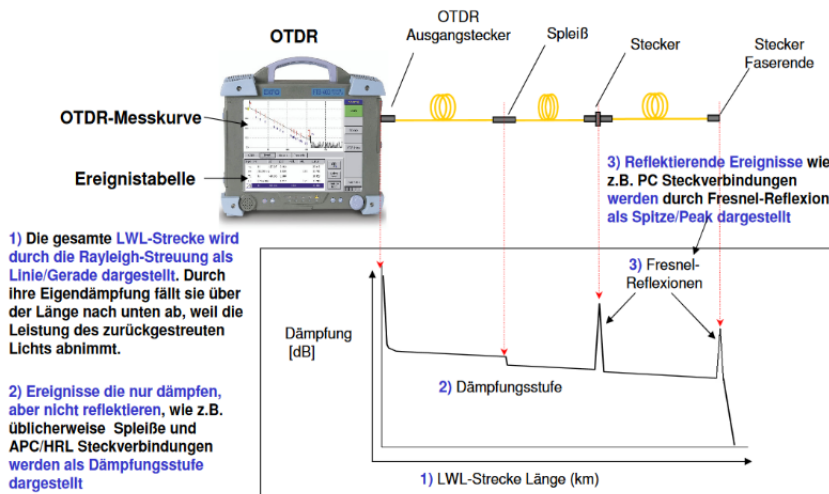 OTDR
OTDR
Ausgangstecker
Spleiß
Stecker
Stecker
Faserende
OTDR-Messkurve
Ereignistabelle
3) Reflektierende Ereignisse wie
z.B. PC Steckverbindungen
werden durch Fresnel-Reflexion
als Spitze/Peak dargestellt
1) Die gesamte LWL-Strecke wird
durch die Rayleigh-Streuung als
Linie/Gerade dargestellt. Durch
ihre Eigendämpfung fällt sie über
der Länge nach unten ab, weil die
Leistung des zurückgestreuten
Lichts abnimmt.
2) Ereignisse die nur dämpfen,
aber nicht reflektieren, wie z.B.
üblicherweise Spleiße und
APC/HRL Steckverbindungen
werden als Dämpfungsstufe
dargestellt
3) Fresnel-
Reflexionen
Dämpfung
[dB]
2) Dämpfungsstufe
1) LWL-Strecke Länge (km)